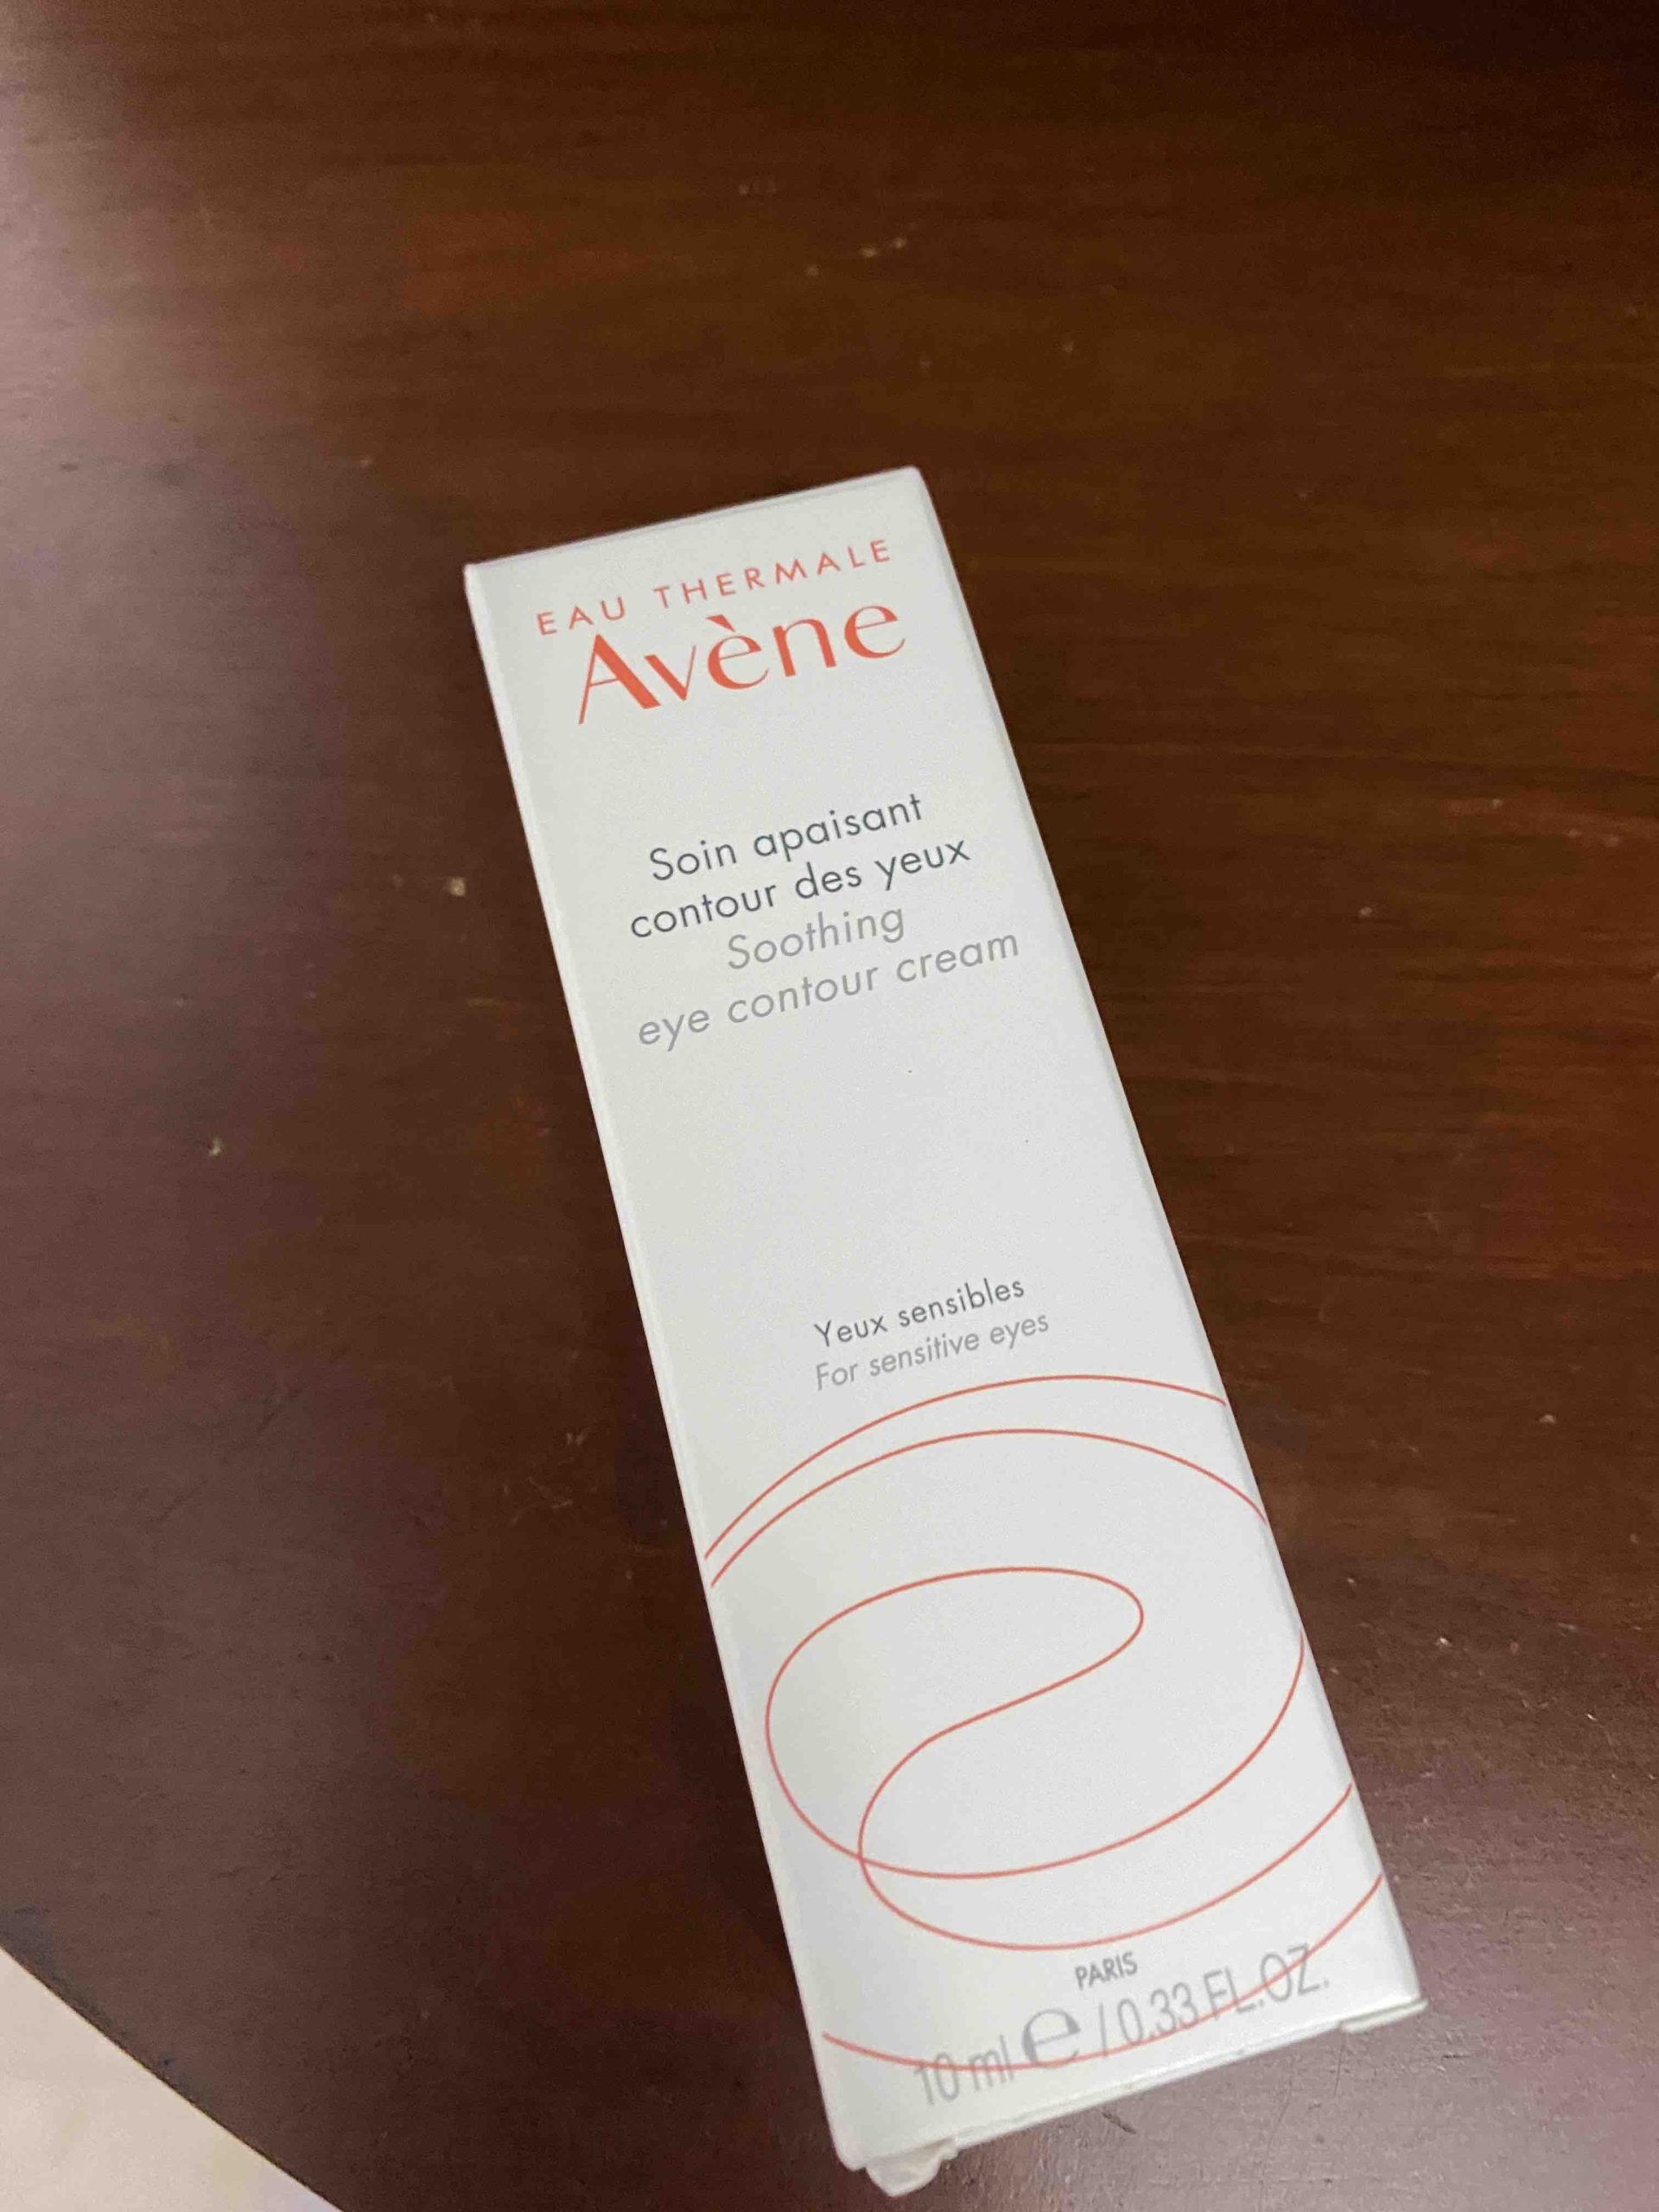 EAU THERMALE
Avène
Soin apaisant
contour des yeux
Soothing
eye contour cream
Yeux sensibles
For sensitive eyes
PARIS
10 ml e / 0.33 FL.OZ.